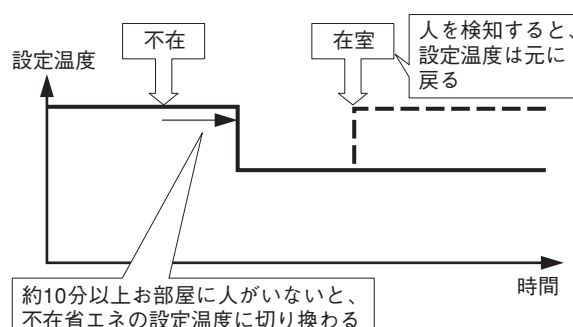 不在
在室
人を検知すると、
設定温度は元に
戻る
設定温度
時間
約10分以上お部屋に人がいないと、
不在省エネの設定温度に切り換わる